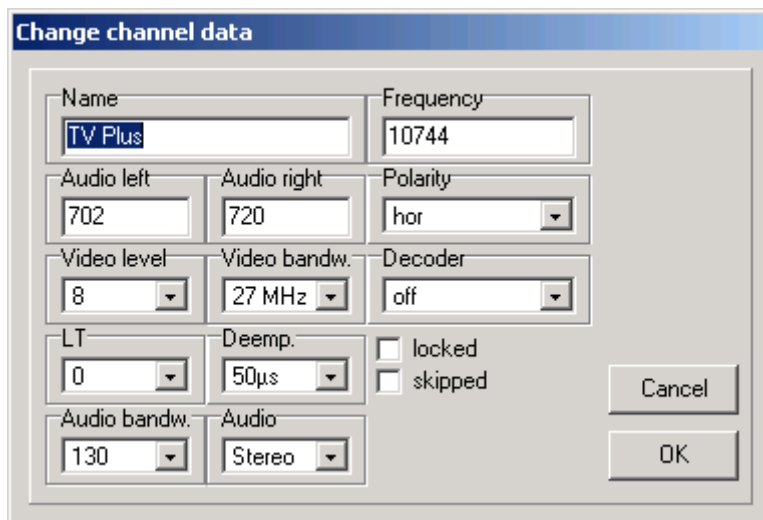 Change channel data
Name Frequency
TV Plus 10744
Audio left Audio right Polarity
702 720 hor
Video level Video bandw. Decoder
8 27 MHz off
LT Deemp. locked
0 50µs skipped
Cancel
Audio bandw. Audio
130 Stereo OK